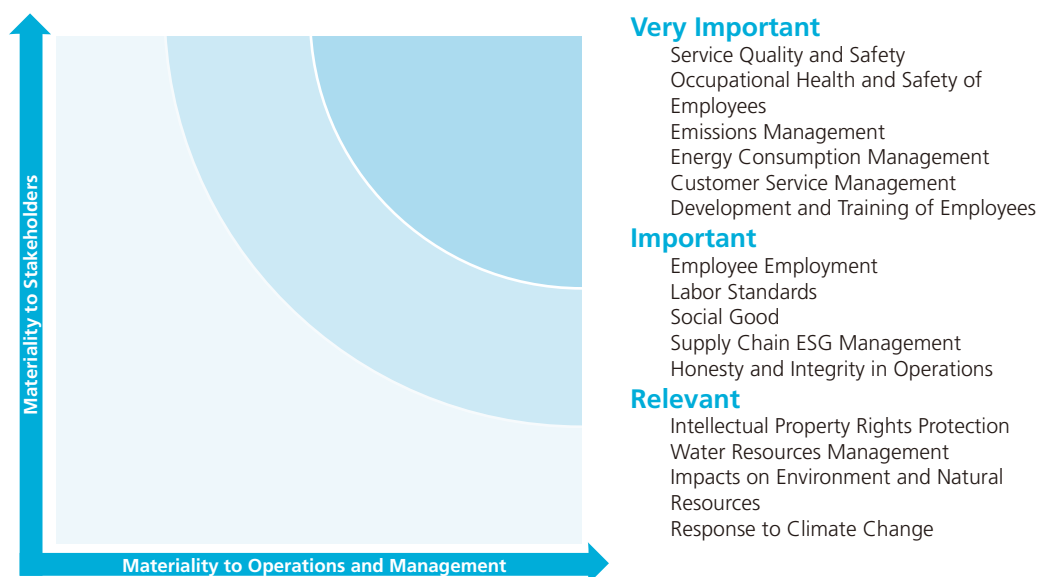 Materiality to Stakeholders
Materiality to Operations and Management
Very Important
Service Quality and Safety
Occupational Health and Safety of
Employees
Emissions Management
Energy Consumption Management
Customer Service Management
Development and Training of Employees
Important
Employee Employment
Labor Standards
Social Good
Supply Chain ESG Management
Honesty and Integrity in Operations
Relevant
Intellectual Property Rights Protection
Water Resources Management
Impacts on Environment and Natural
Resources
Response to Climate Change